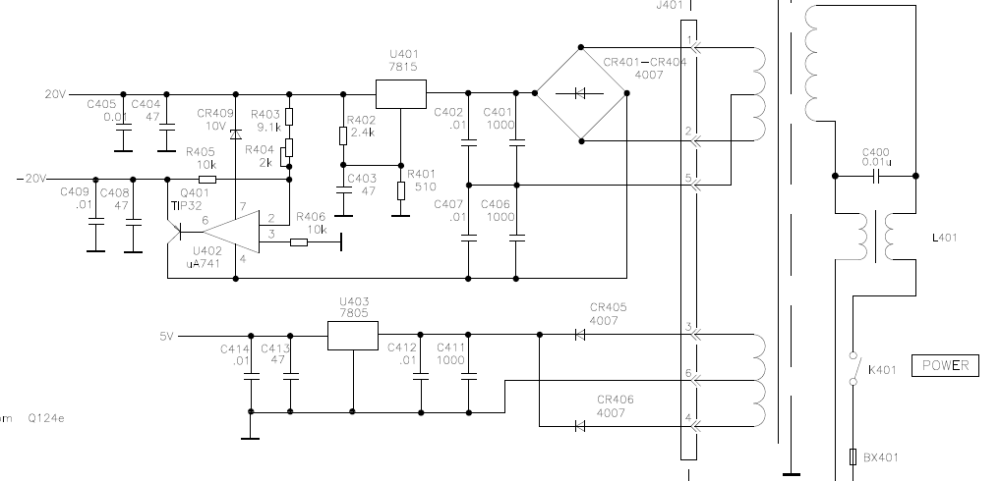 J401
1
CR401-CR404
4007
U401
7815
20V
C405
0.01
C404
47
CR409
10V
R403
9.1k
R404
2k
R402
2.4k
C402
.01
C401
1000
2
R405
10k
C403
47
R401
510
5
C400
0.01u
-20V
C409
.01
C408
47
Q401
TIP32
7
6
2
3
R406
10k
C407
.01
C406
1000
U402
uA741
4
L401
U403
7805
CR405
4007
3
5V
C414
.01
C413
47
C412
.01
C411
1000
6
K401
POWER
CR406
4007
4
om Q124e
BX401